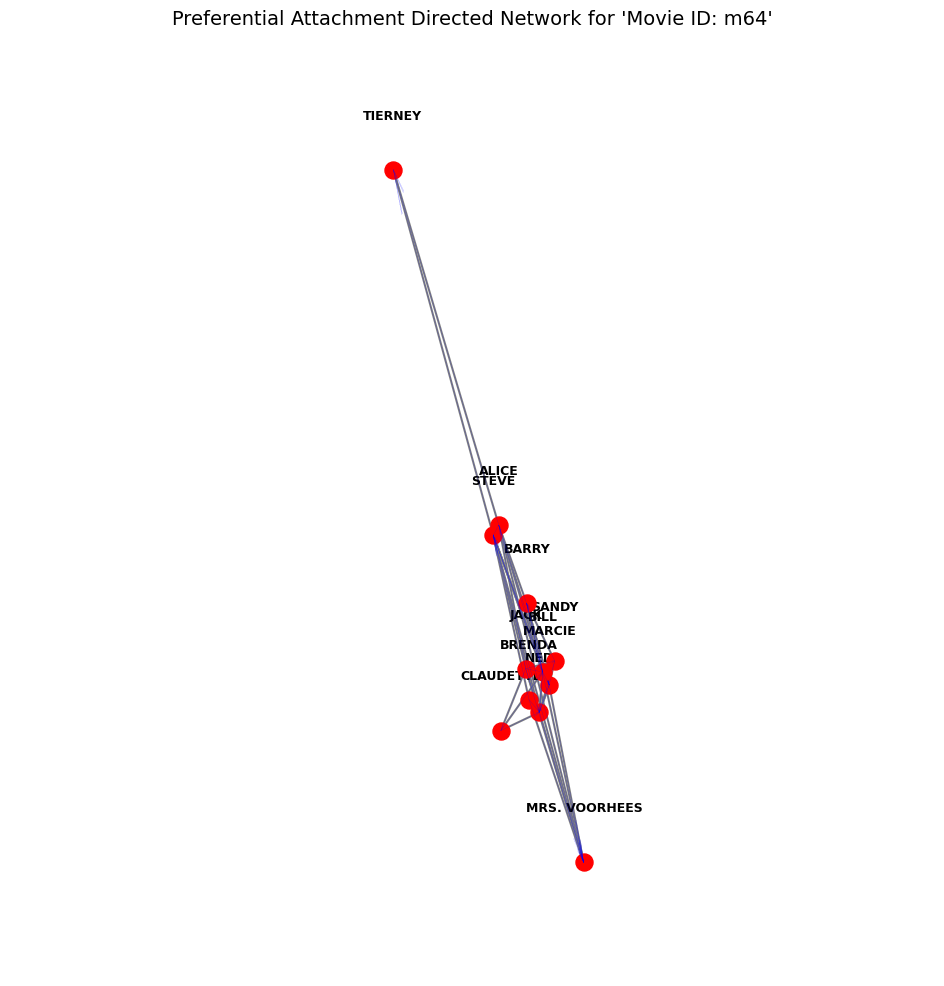 Preferential Attachment Directed Network for 'Movie ID: m64'
TIERNEY
ALICE
STEVE
BARRY
SANDY
JACK
BILL
MARCIE
BRENDA
NED
MRS. VOORHEES